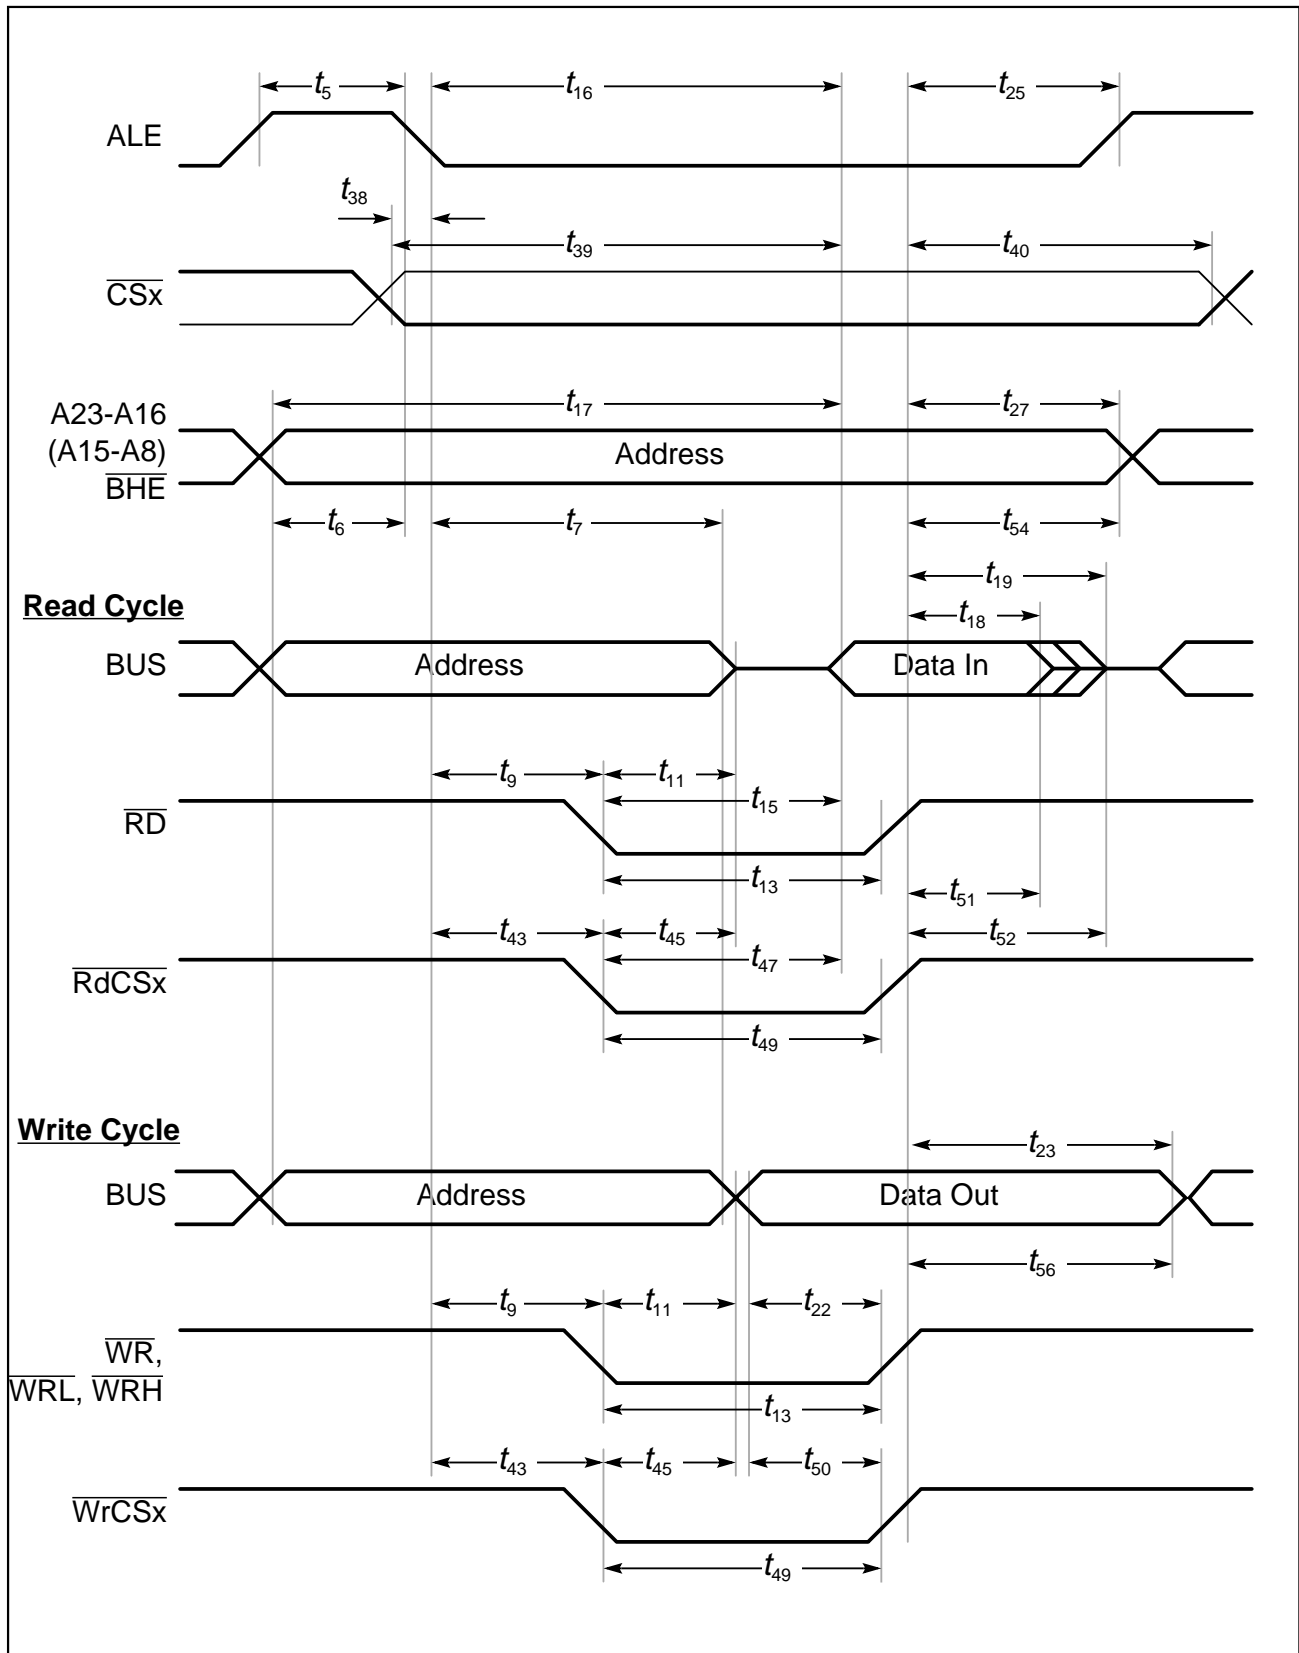 t5 t16 t25
ALE
t38
t39 t40
CSx
A23-A16
t17 t27
(A15-A8)
Address
BHE
t6 t7 t54
t19
Read Cycle
t18
BUS Address Data In
t9 t11
t15
RD
t13
t51
t43 t45 t52
t47
RdCSx
t49
Write Cycle
t23
BUS Address Data Out
t56
t9 t11 t22
WR,
WRL, WRH
t13
t43 t45 t50
WrCSx
t49